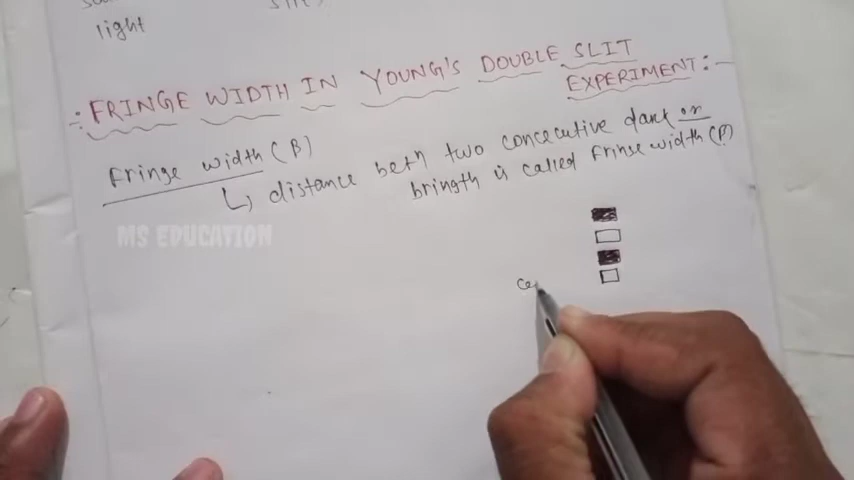 light
:FRINGE WIDTH IN YOUNG'S DOUBLE SLIT
EXPERIMENT:-
Fringe width (β)
↳ distance betn two concecutive dark or
bringth is called Fringe width (β)
MS EDUCATION
Ce